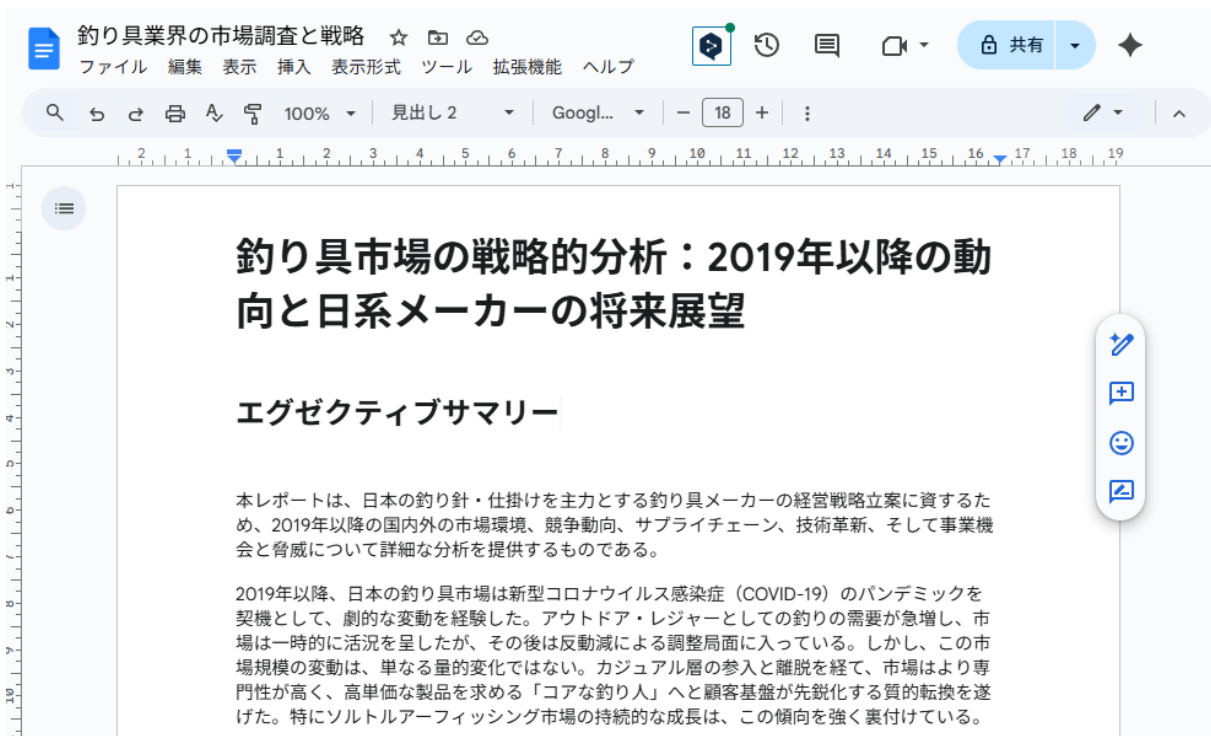 釣り具業界の市場調査と戦略
ファイル 編集 表示 挿入 表示形式 ツール 拡張機能 ヘルプ
共有
100% 見出し 2 Googl... − 18 +
2 1 1 2 3 4 5 6 7 8 9 10 11 12 13 14 15 16 17 18 19
釣り具市場の戦略的分析：2019年以降の動
向と日系メーカーの将来展望
エグゼクティブサマリー
本レポートは、日本の釣り針・仕掛けを主力とする釣り具メーカーの経営戦略立案に資するた
め、2019年以降の国内外の市場環境、競争動向、サプライチェーン、技術革新、そして事業機
会と脅威について詳細な分析を提供するものである。
2019年以降、日本の釣り具市場は新型コロナウイルス感染症（COVID-19）のパンデミックを
契機として、劇的な変動を経験した。アウトドア・レジャーとしての釣りの需要が急増し、市
場は一時的に活況を呈したが、その後は反動減による調整局面に入っている。しかし、この市
場規模の変動は、単なる量的変化ではない。カジュアル層の参入と離脱を経て、市場はより専
門性が高く、高単価な製品を求める「コアな釣り人」へと顧客基盤が先鋭化する質的転換を遂
げた。特にソルトルアーフィッシング市場の持続的な成長は、この傾向を強く裏付けている。